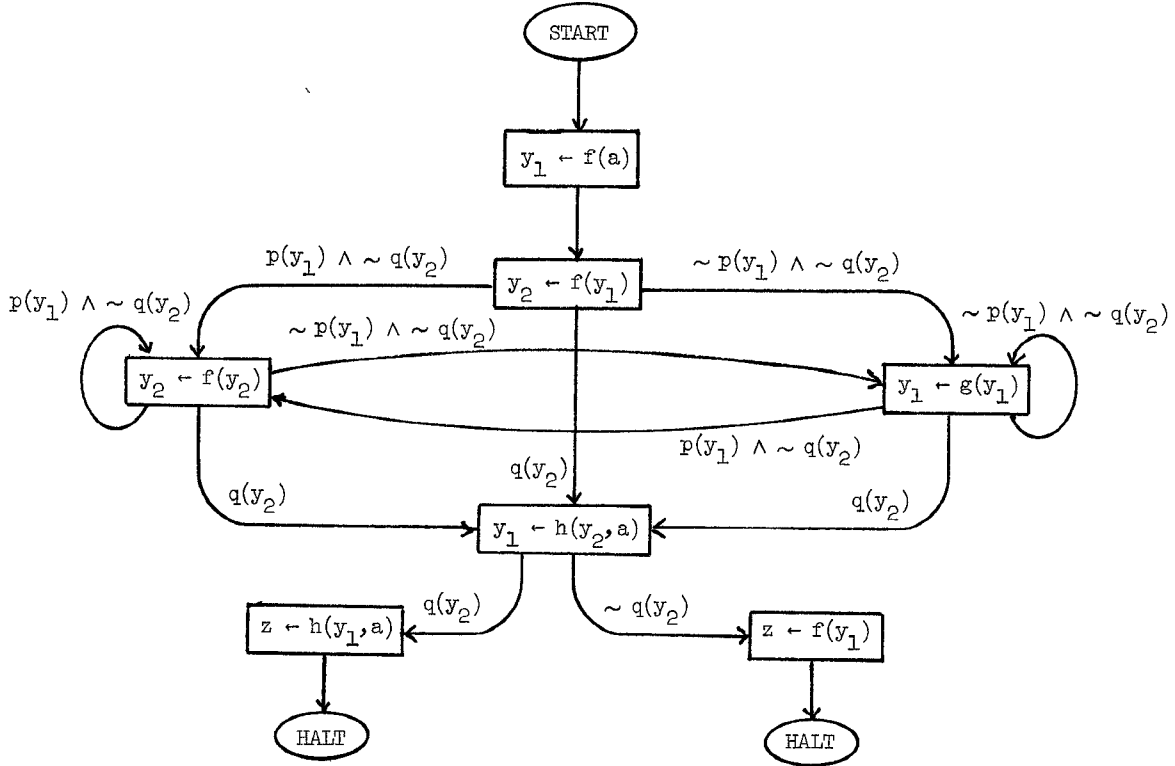 START
y₁ ← f(a)
p(y₁) ∧ ~ q(y₂)
~ p(y₁) ∧ ~ q(y₂)
y₂ ← f(y₁)
p(y₁) ∧ ~ q(y₂)
~ p(y₁) ∧ ~ q(y₂)
~ p(y₁) ∧ ~ q(y₂)
y₂ ← f(y₂)
y₁ ← g(y₁)
p(y₁) ∧ ~ q(y₂)
q(y₂)
q(y₂)
q(y₂)
y₁ ← h(y₂,a)
q(y₂)
~ q(y₂)
z ← h(y₁,a)
z ← f(y₁)
HALT
HALT